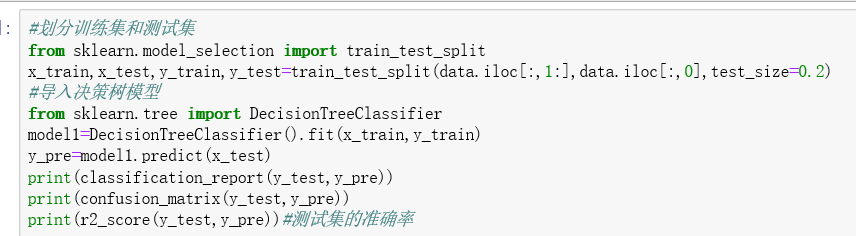 ]:
#划分训练集和测试集
from sklearn.model_selection import train_test_split
x_train,x_test,y_train,y_test=train_test_split(data.iloc[:,1:],data.iloc[:,0],test_size=0.2)
#导入决策树模型
from sklearn.tree import DecisionTreeClassifier
model1=DecisionTreeClassifier().fit(x_train,y_train)
y_pre=model1.predict(x_test)
print(classification_report(y_test,y_pre))
print(confusion_matrix(y_test,y_pre))
print(r2_score(y_test,y_pre))#测试集的准确率